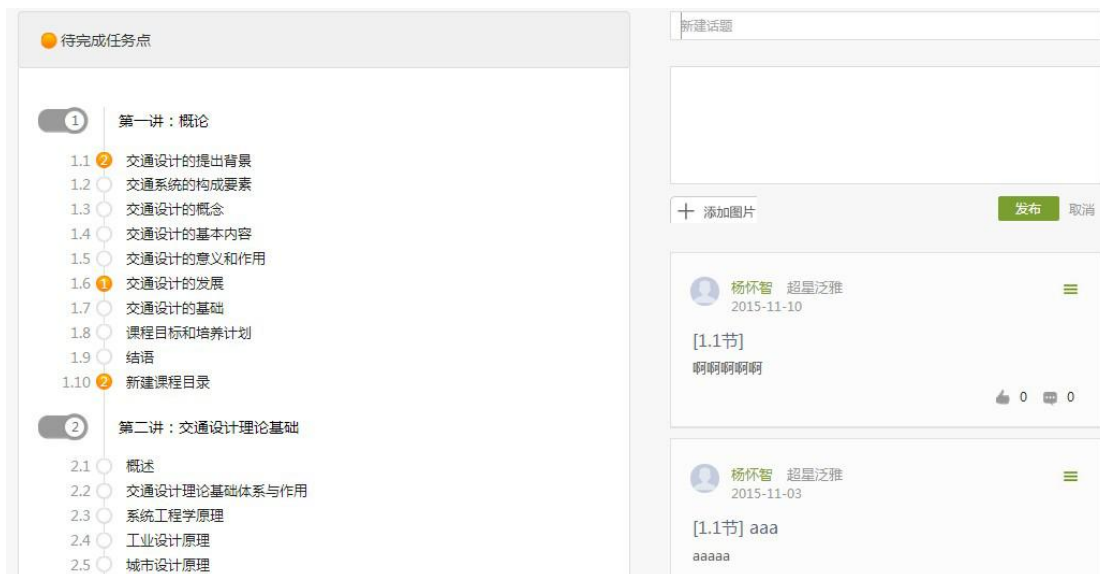 待完成任务点
1 第一讲：概论
1.1 2 交通设计的提出背景
1.2 交通系统的构成要素
1.3 交通设计的概念
1.4 交通设计的基本内容
1.5 交通设计的意义和作用
1.6 1 交通设计的发展
1.7 交通设计的基础
1.8 课程目标和培养计划
1.9 结语
1.10 2 新建课程目录
2 第二讲：交通设计理论基础
2.1 概述
2.2 交通设计理论基础体系与作用
2.3 系统工程学原理
2.4 工业设计原理
2.5 城市设计原理
新建话题
添加图片 发布 取消
杨怀智 超星泛雅
2015-11-10
[1.1节]
啊啊啊啊啊
0 0
杨怀智 超星泛雅
2015-11-03
[1.1节] aaa
aaaaa